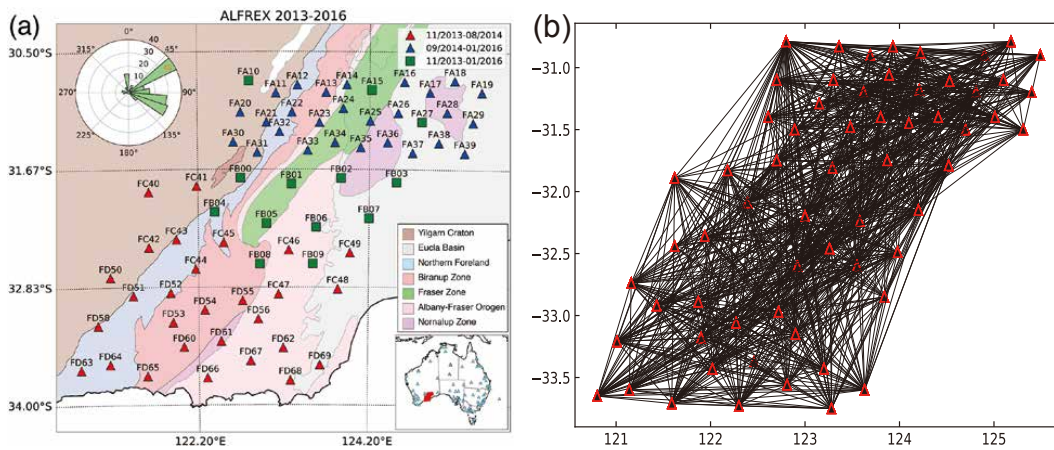 (a)
ALFREX 2013-2016
11/2013-08/2014
09/2014-01/2016
11/2013-01/2016
30.50°S
31.67°S
32.83°S
34.00°S
122.20°E
124.20°E
315°
45°
270°
90°
225°
135°
180°
40
30
20
10
FA10
FA11
FA12
FA13
FA14
FA15
FA16
FA17
FA18
FA19
FA20
FA21
FA22
FA23
FA24
FA25
FA26
FA27
FA28
FA29
FA30
FA31
FA32
FA33
FA34
FA35
FA36
FA37
FA38
FA39
FB00
FB01
FB02
FB03
FC40
FC41
FB04
FB05
FB06
FB07
FC42
FC43
FC45
FC46
FC49
FC44
FB08
FB09
FD50
FD51
FD52
FD55
FC47
FC48
FD58
FD53
FD54
FD56
FD60
FD61
FD62
FD63
FD64
FD65
FD66
FD67
FD68
FD69
Yilgarn Craton
Eucla Basin
Northern Foreland
Biranup Zone
Fraser Zone
Albany-Fraser Orogen
Nornalup Zone
(b)
−31.0
−31.5
−32.0
−32.5
−33.0
−33.5
121
122
123
124
125